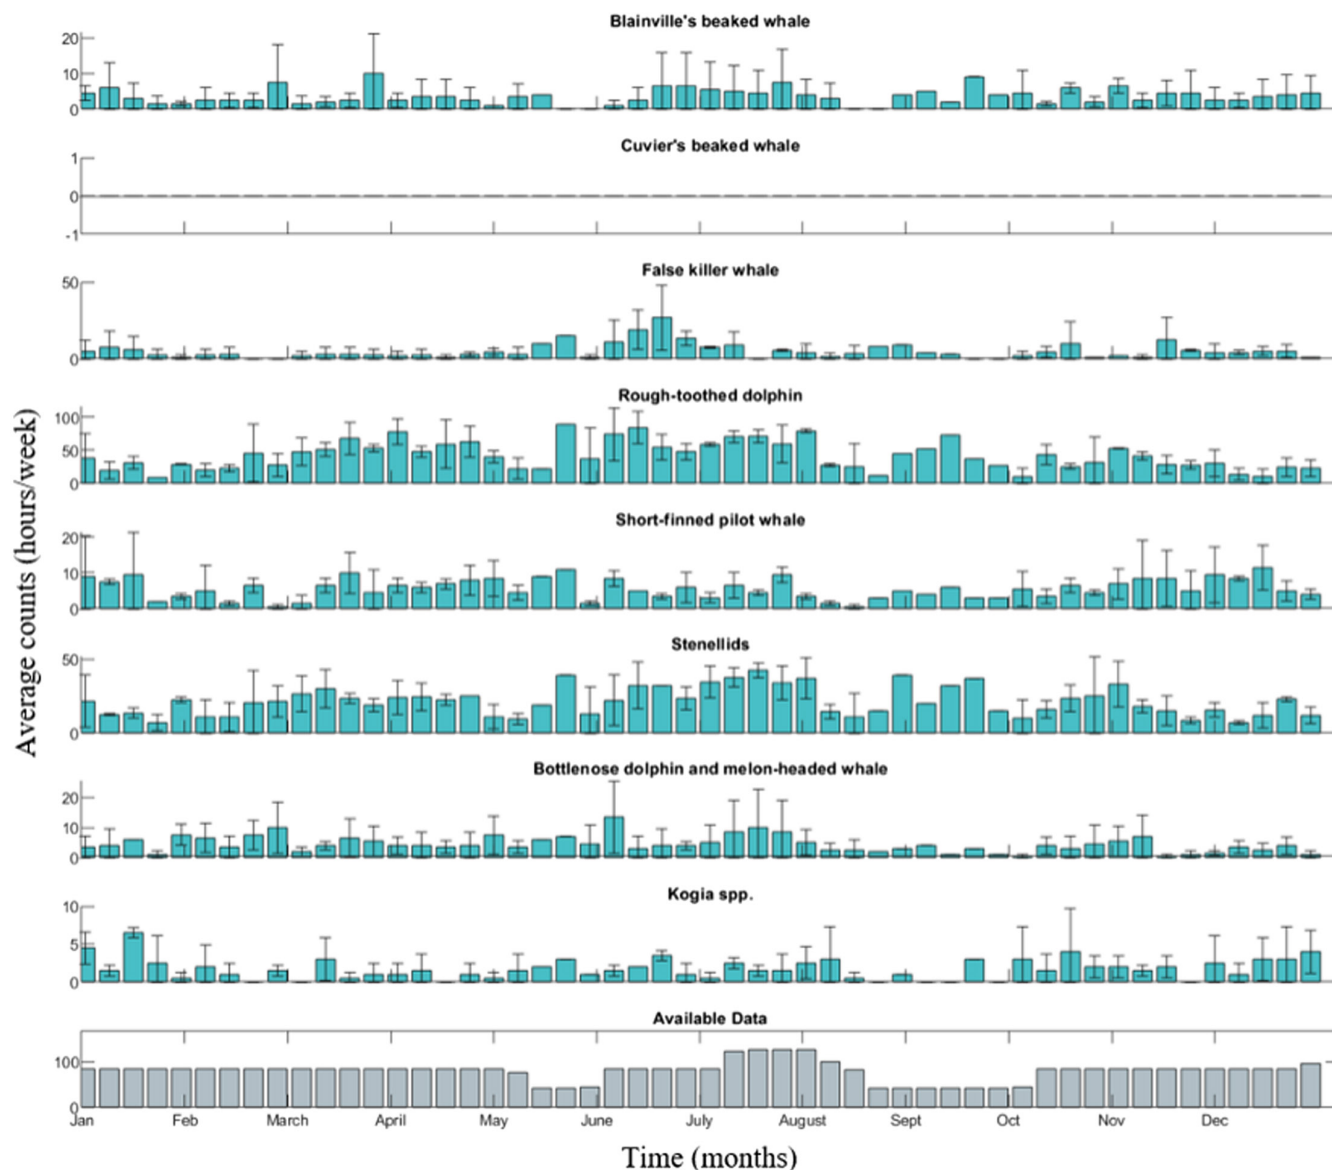 Blainville's beaked whale
20
10
0
Cuvier's beaked whale
1
0
-1
False killer whale
50
0
Rough-toothed dolphin
100
50
0
Short-finned pilot whale
20
10
0
Stenellids
50
0
Bottlenose dolphin and melon-headed whale
20
10
0
Kogia spp.
10
5
0
Available Data
100
0
Jan Feb March April May June July August Sept Oct Nov Dec
Time (months)
Average counts (hours/week)